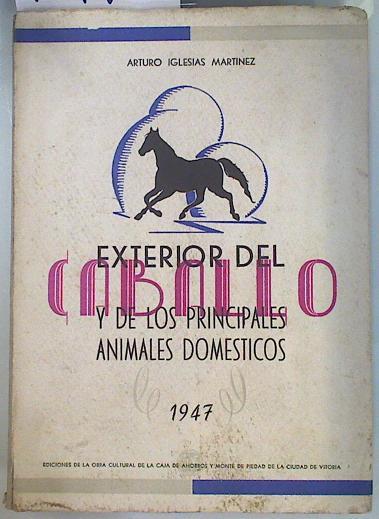 ARTURO IGLESIAS MARTINEZ
EXTERIOR DEL
CABALLO
Y DE LOS PRINCIPALES
ANIMALES DOMESTICOS
1947
EDICIONES DE LA OBRA CULTURAL DE LA CAJA DE AHORROS Y MONTE DE PIEDAD DE LA CIUDAD DE VITORIA